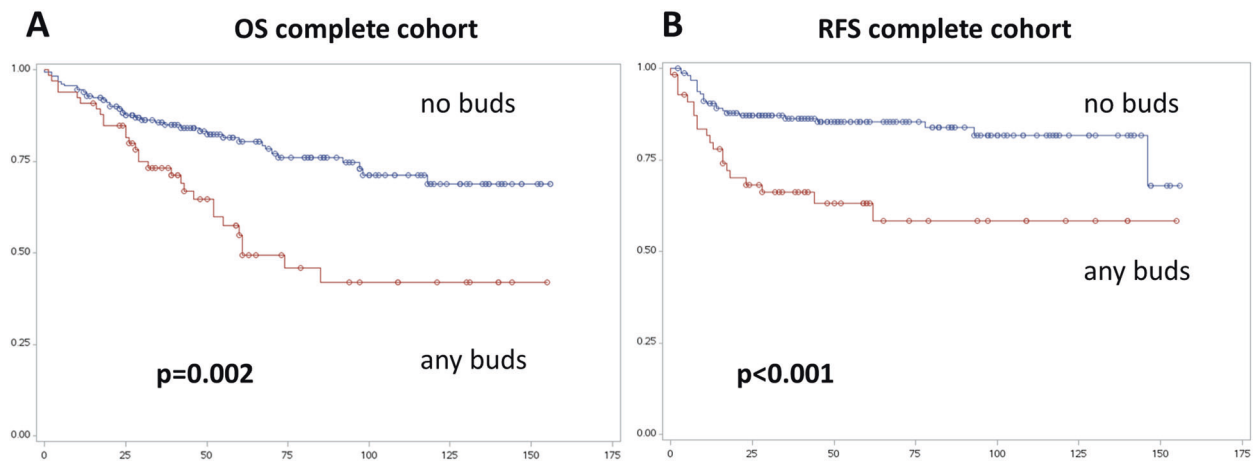 A
OS complete cohort
1.00
0.75
0.50
0.25
0.00
no buds
any buds
p=0.002
0 25 50 75 100 125 150 175
B
RFS complete cohort
1.00
0.75
0.50
0.25
0.00
no buds
any buds
p<0.001
0 25 50 75 100 125 150 175